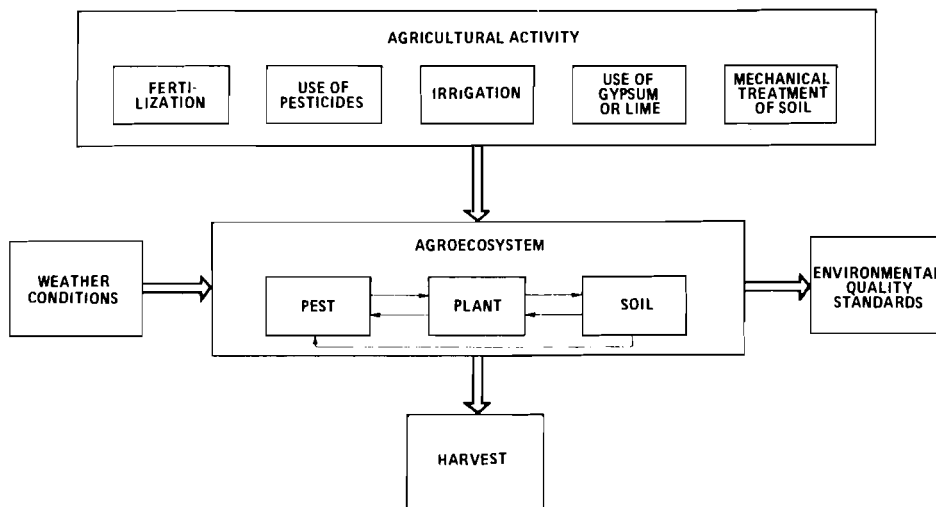 AGRICULTURAL ACTIVITY
FERTI-
LIZATION
USE OF
PESTICIDES
IRRIGATION
USE OF
GYPSUM
OR LIME
MECHANICAL
TREATMENT
OF SOIL
AGROECOSYSTEM
WEATHER
CONDITIONS
PEST
PLANT
SOIL
ENVIRONMENTAL
QUALITY
STANDARDS
HARVEST